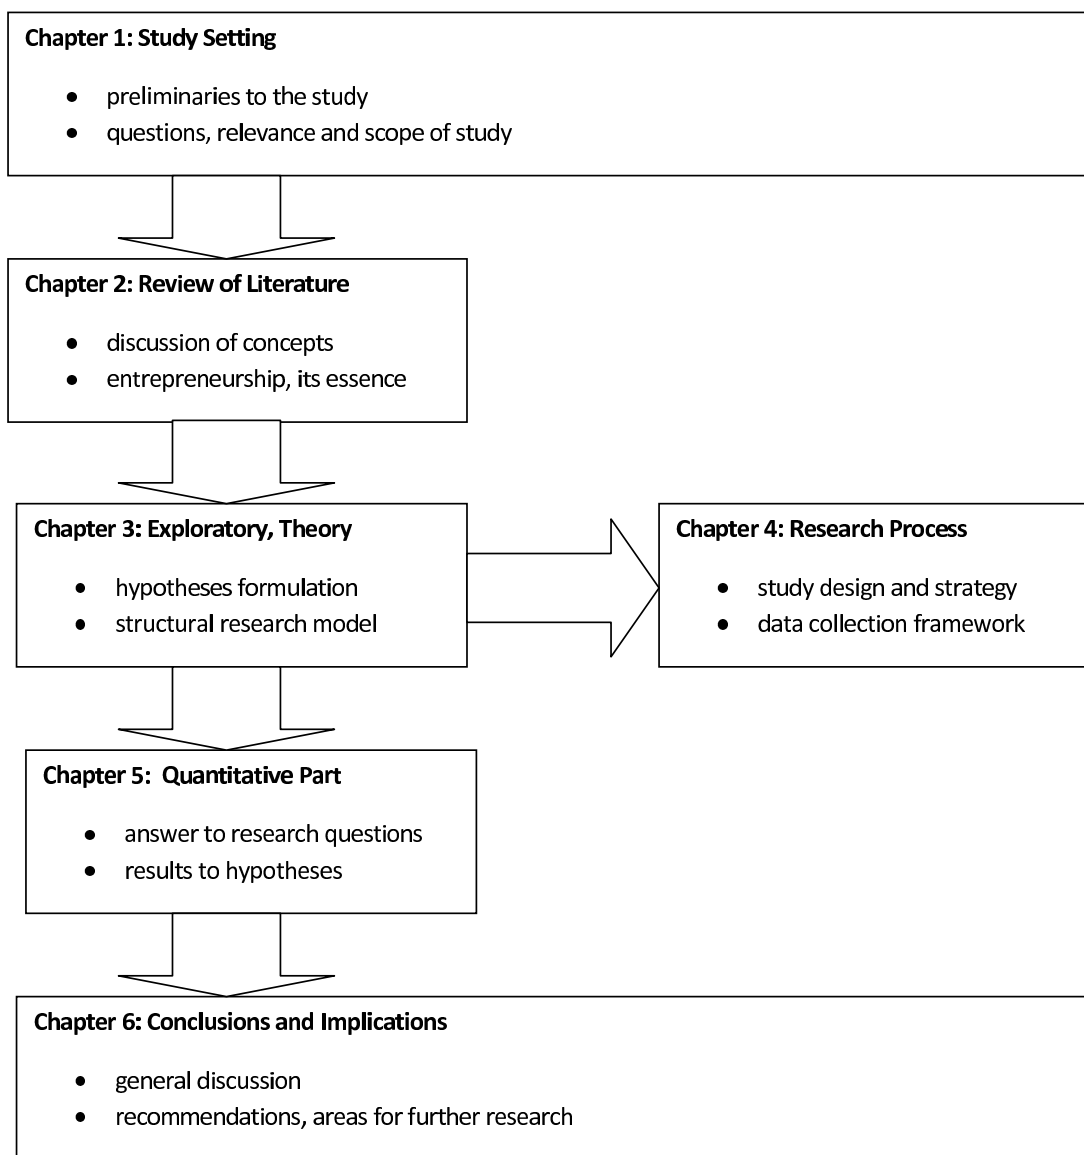 Chapter 1: Study Setting
• preliminaries to the study
• questions, relevance and scope of study
Chapter 2: Review of Literature
• discussion of concepts
• entrepreneurship, its essence
Chapter 3: Exploratory, Theory
• hypotheses formulation
• structural research model
Chapter 4: Research Process
• study design and strategy
• data collection framework
Chapter 5:  Quantitative Part
• answer to research questions
• results to hypotheses
Chapter 6: Conclusions and Implications
• general discussion
• recommendations, areas for further research